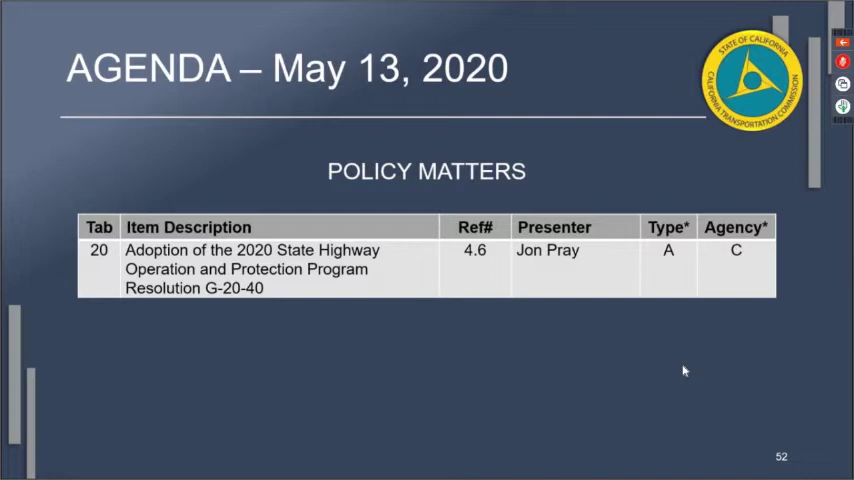 AGENDA – May 13, 2020
STATE OF CALIFORNIA
CALIFORNIA TRANSPORTATION COMMISSION
POLICY MATTERS
Tab Item Description Ref# Presenter Type* Agency*
20 Adoption of the 2020 State Highway 4.6 Jon Pray A C
Operation and Protection Program
Resolution G-20-40
52